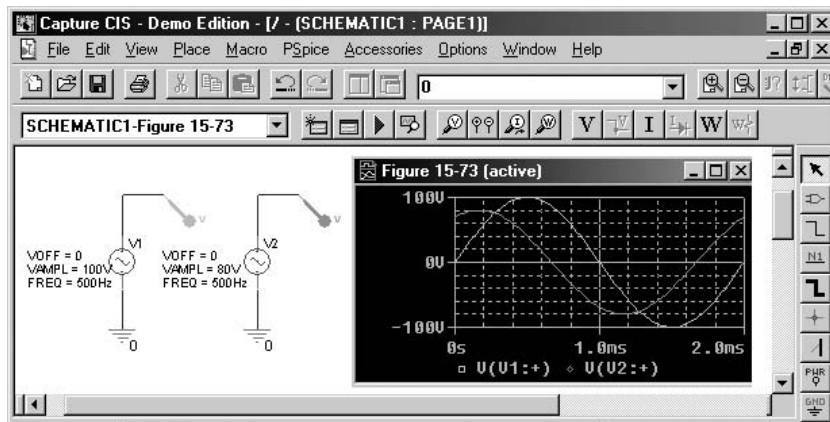 Capture CIS - Demo Edition - [/ - (SCHEMATIC1 : PAGE1)]
File Edit View Place Macro PSpice Accessories Options Window Help
0
U?
SCHEMATIC1-Figure 15-73
V V I W W
Figure 15-73 (active)
V V
V1 V2
VOFF = 0
VAMPL = 100V
FREQ = 500Hz
VOFF = 0
VAMPL = 80V
FREQ = 500Hz
0 0
100V
0V
-100V
0s 1.0ms 2.0ms
V(V1:+) V(V2:+)
N1
PWR
GND